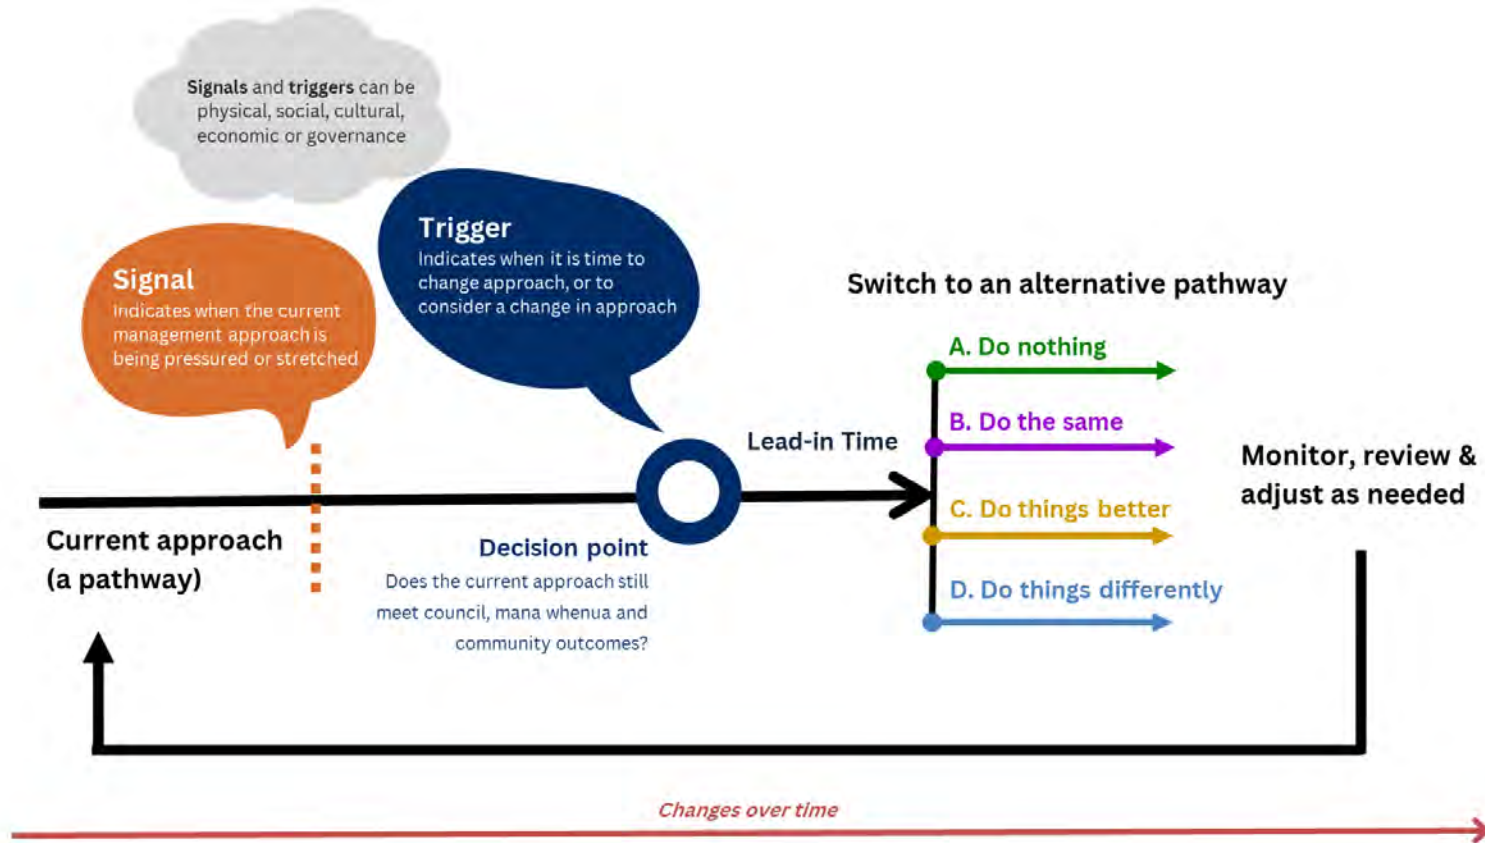 Signals and triggers can be
physical, social, cultural,
economic or governance
Trigger
Indicates when it is time to
change approach, or to
consider a change in approach
Signal
Indicates when the current
management approach is
being pressured or stretched
Switch to an alternative pathway
A. Do nothing
B. Do the same
C. Do things better
D. Do things differently
Lead-in Time
Monitor, review &
adjust as needed
Current approach
(a pathway)
Decision point
Does the current approach still
meet council, mana whenua and
community outcomes?
Changes over time